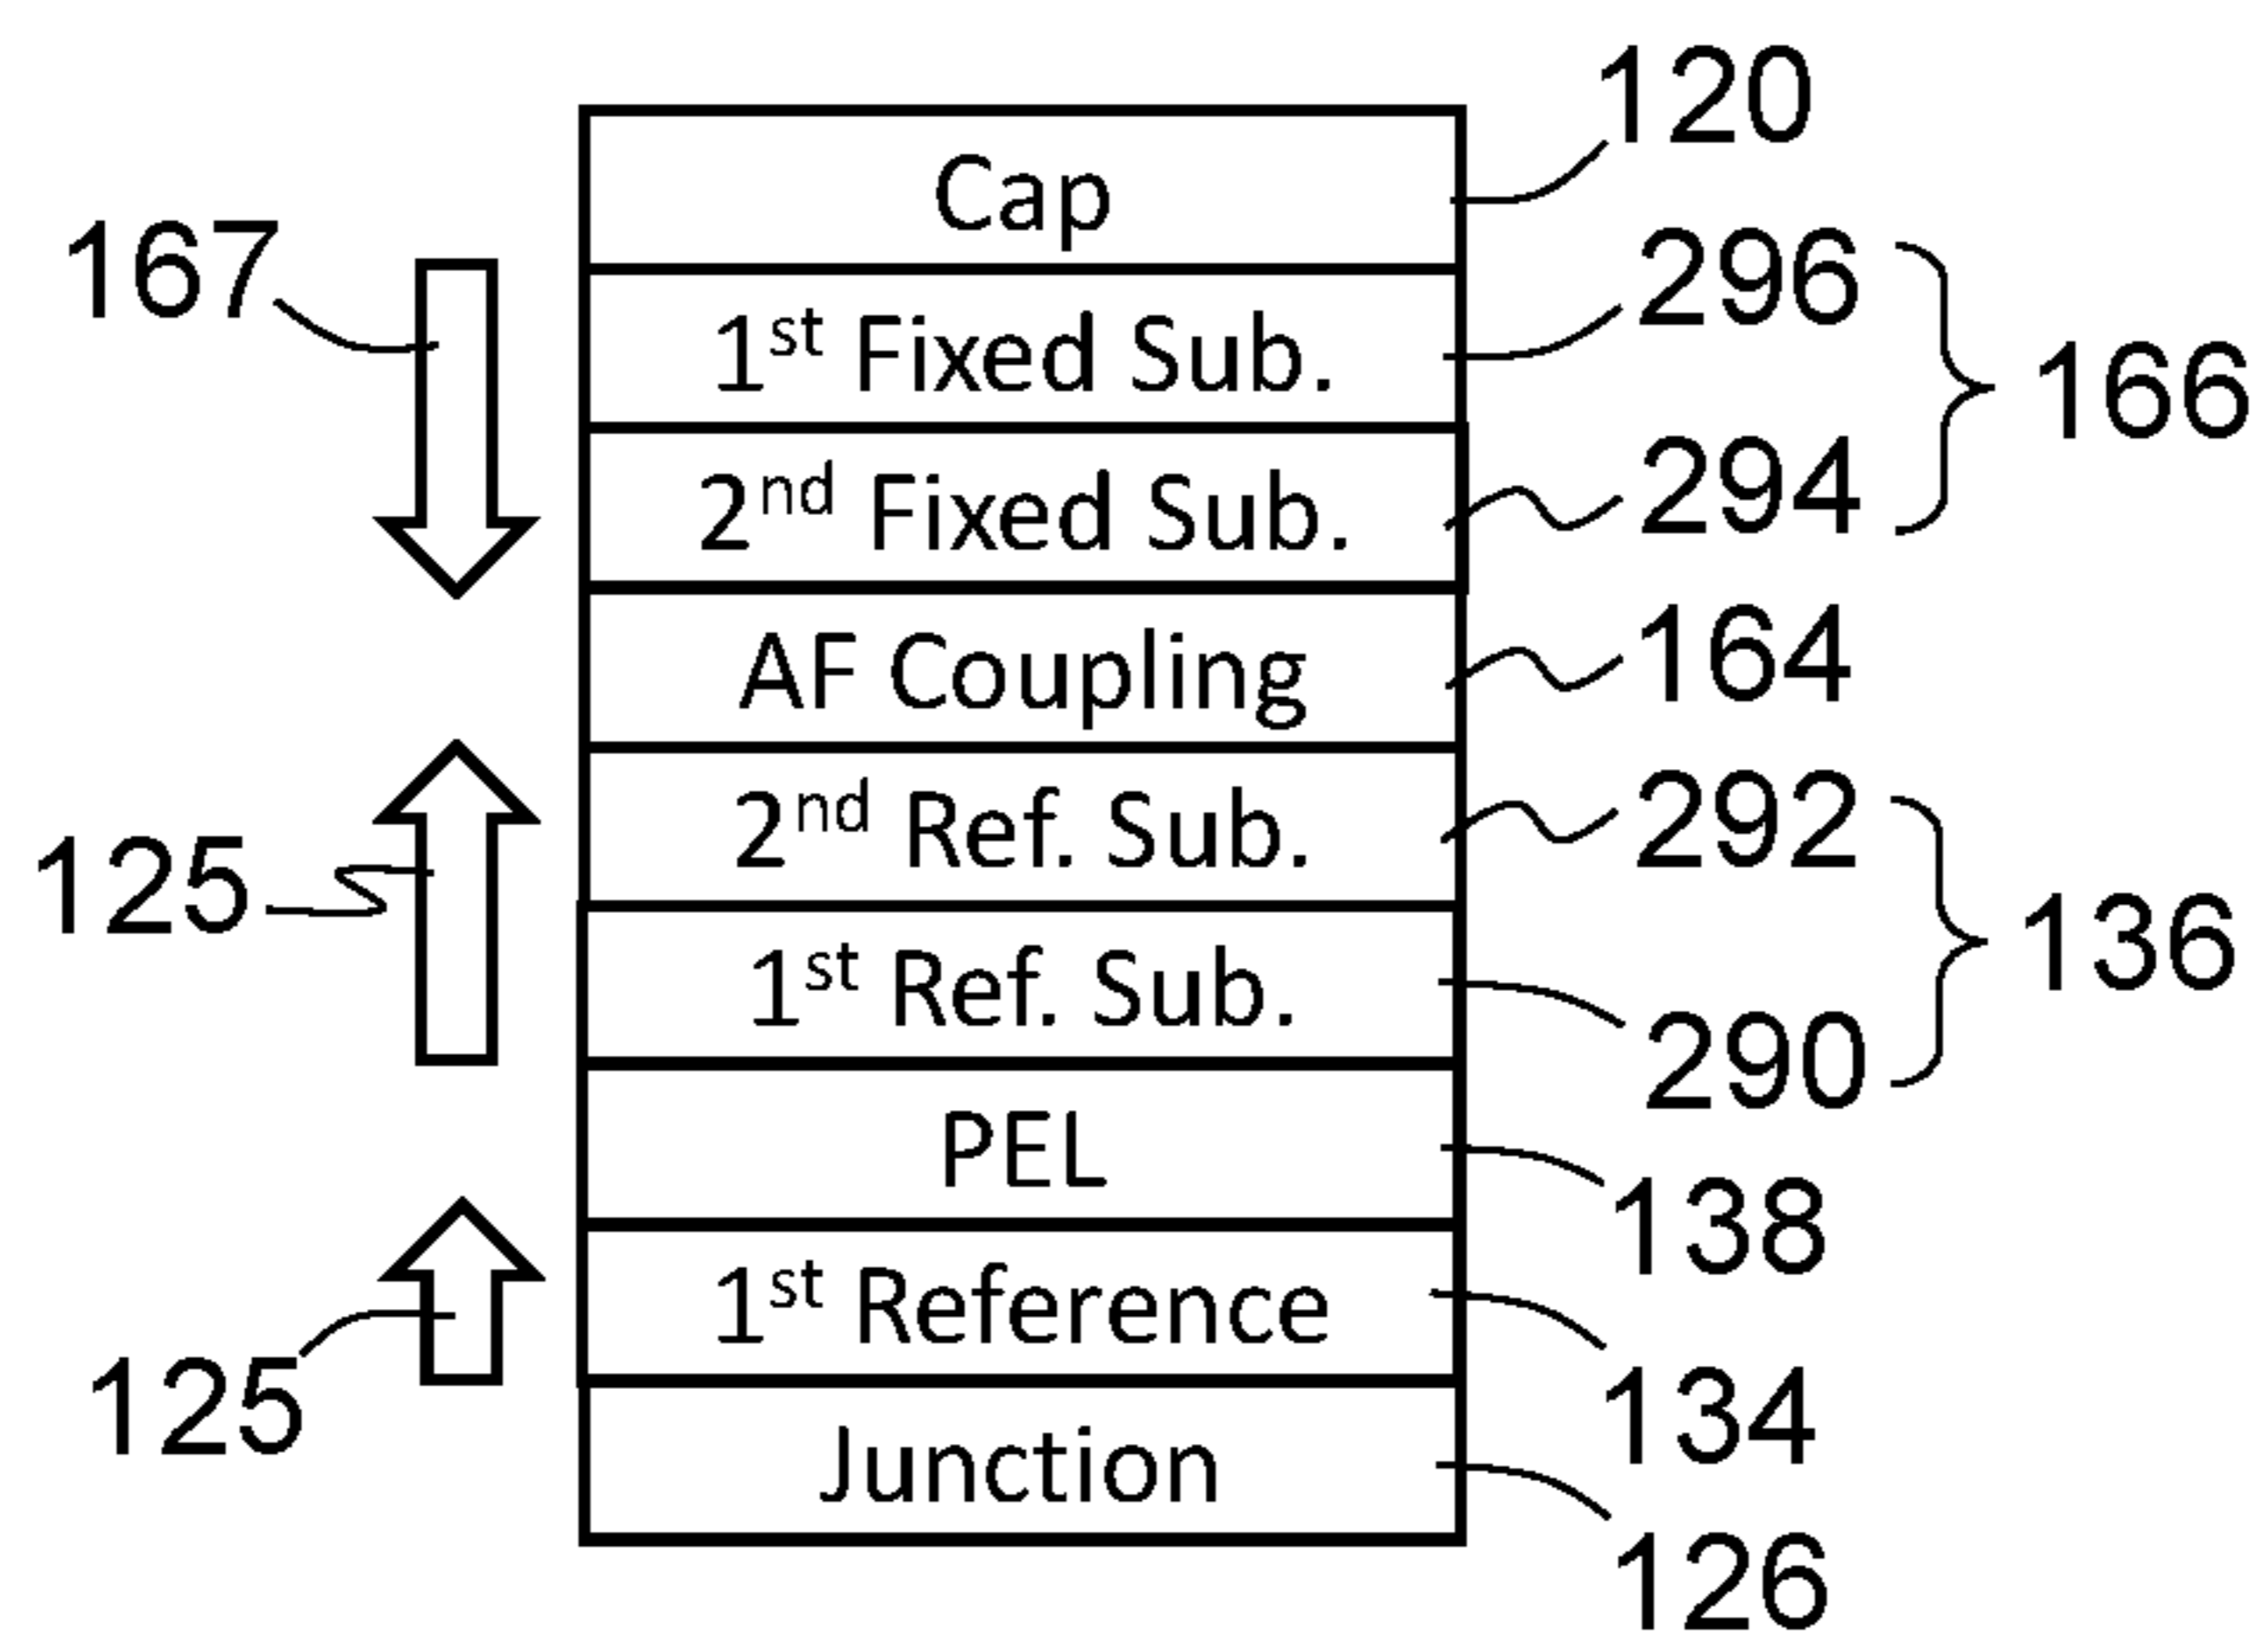 120
Cap
167
296
1st Fixed Sub.
166
294
2nd Fixed Sub.
164
AF Coupling
292
2nd Ref. Sub.
125
136
1st Ref. Sub.
290
PEL
138
1st Reference
134
125
Junction
126